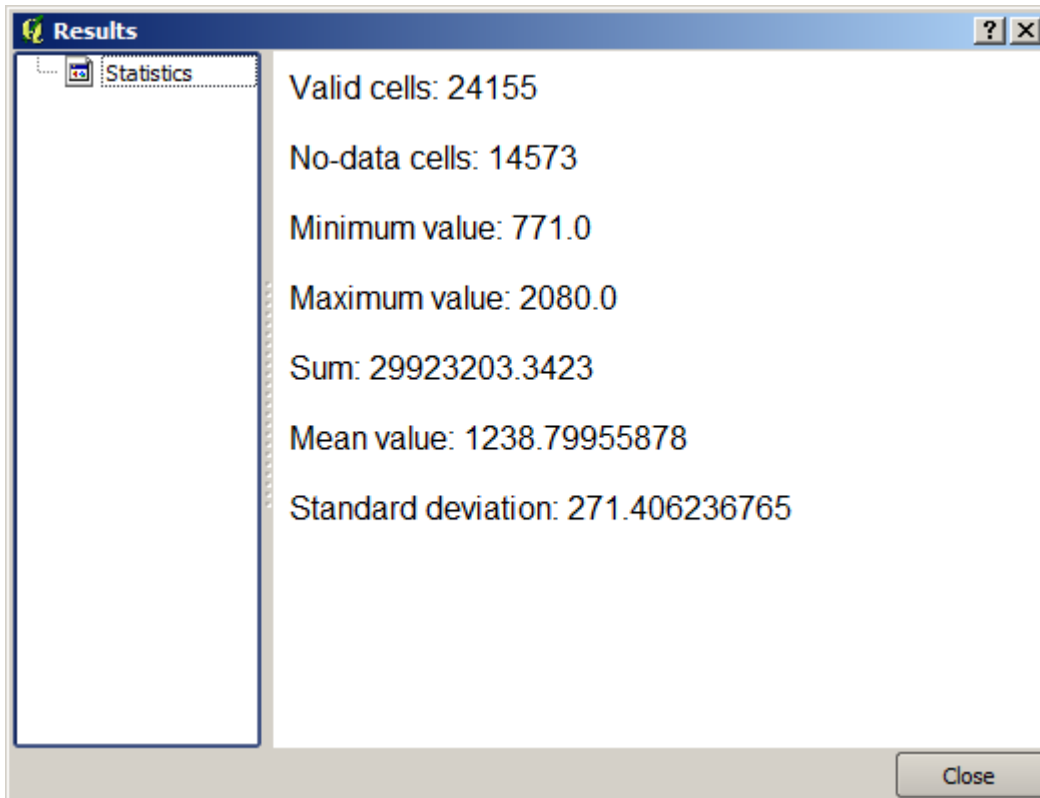 Results
Statistics
Valid cells: 24155
No-data cells: 14573
Minimum value: 771.0
Maximum value: 2080.0
Sum: 29923203.3423
Mean value: 1238.79955878
Standard deviation: 271.406236765
Close